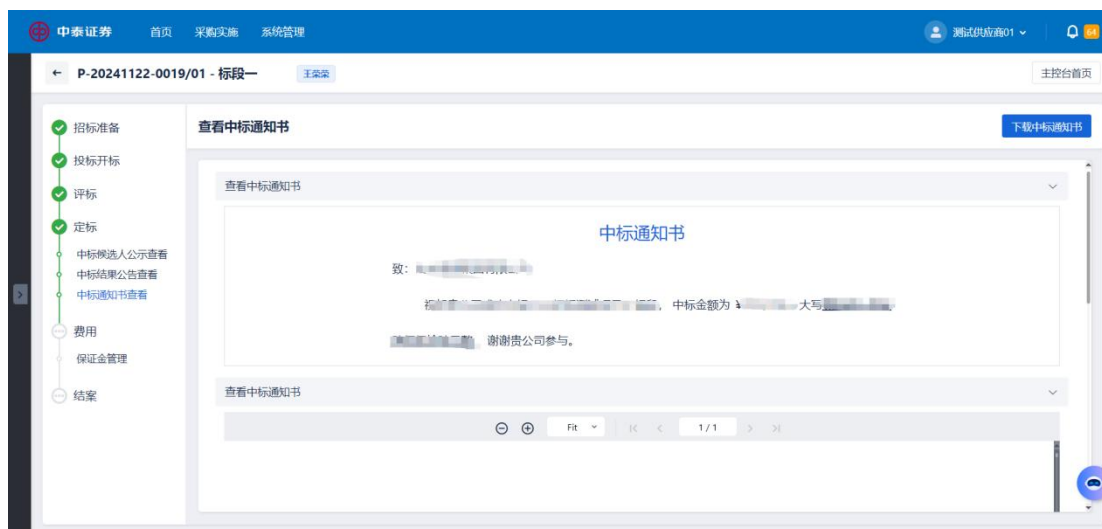 中泰证券 首页 采购实施 系统管理 测试供应商01 64
P-20241122-0019/01 - 标段一 王荣荣 主控台首页
招标准备
投标开标
评标
定标
中标候选人公示查看
中标结果公告查看
中标通知书查看
费用
保证金管理
结案
查看中标通知书 下载中标通知书
查看中标通知书
中标通知书
致：
，中标金额为 ¥ 大写
谢谢贵公司参与。
查看中标通知书
Fit 1 / 1